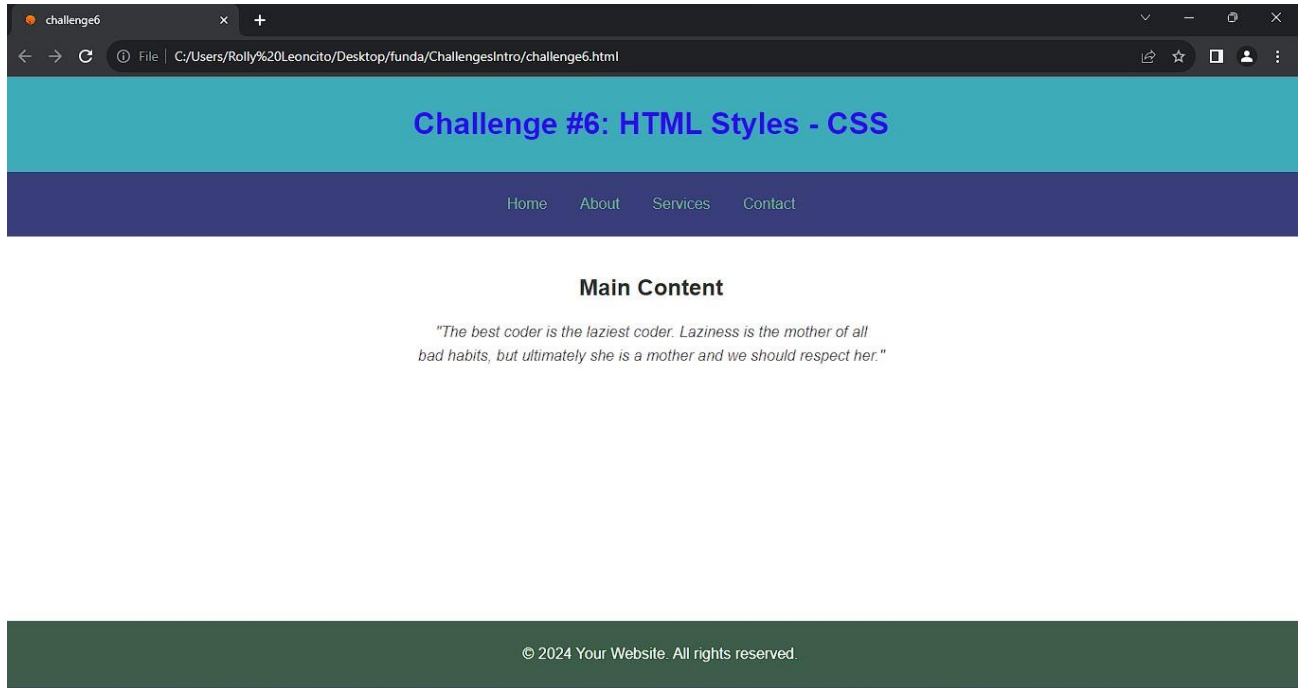 challenge6
File C:/Users/Rolly%20Leoncito/Desktop/funda/ChallengesIntro/challenge6.html
Challenge #6: HTML Styles - CSS
Home About Services Contact
Main Content
"The best coder is the laziest coder. Laziness is the mother of all
bad habits, but ultimately she is a mother and we should respect her."
© 2024 Your Website. All rights reserved.